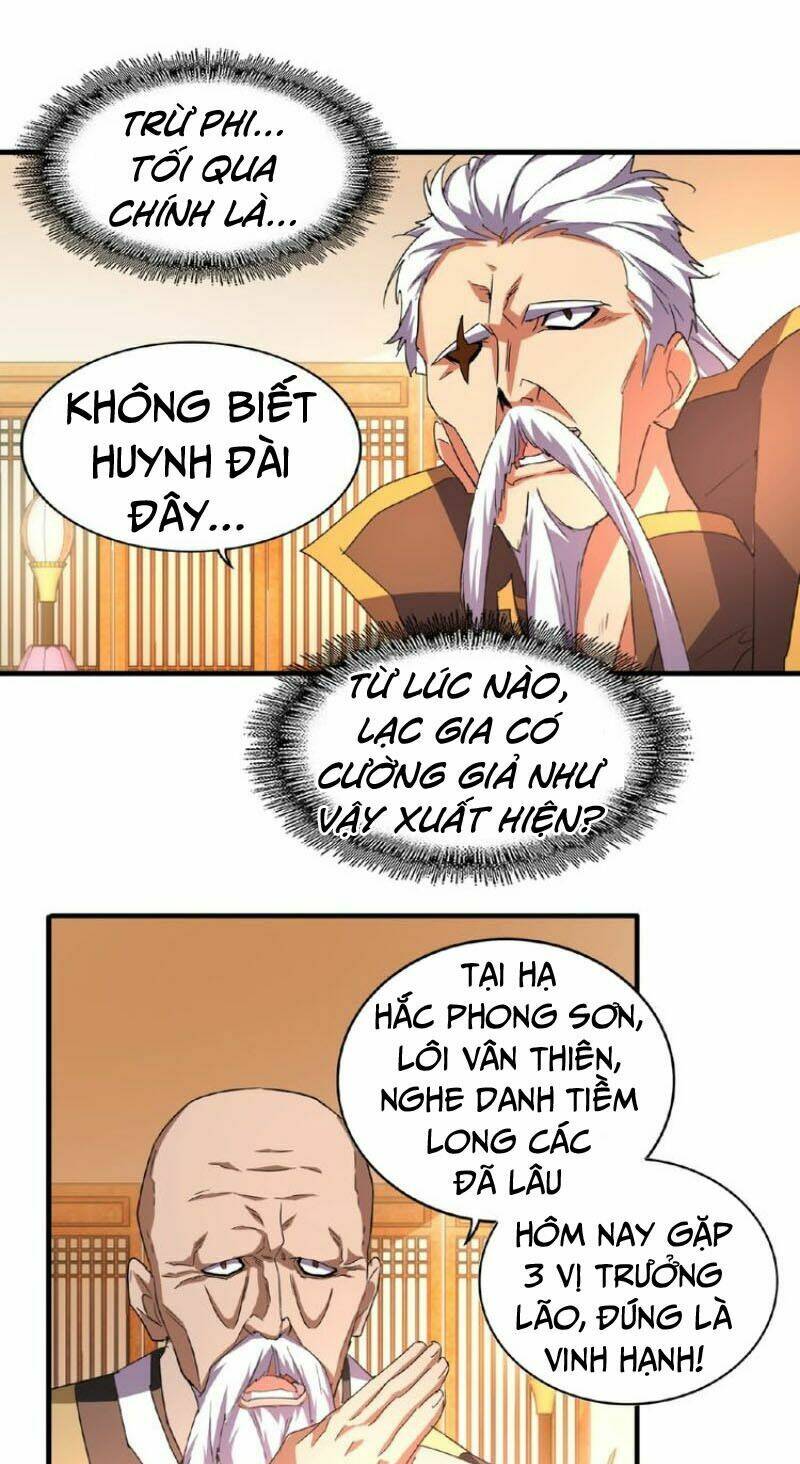 TRỪ PHI...
TỐI QUA
CHÍNH LÀ...
KHÔNG BIẾT
HUYNH ĐÀI
ĐÂY...
TỪ LÚC NÀO,
LẠC GIA CÓ
CƯỜNG GIẢ NHƯ
VẬY XUẤT HIỆN?
TẠI HẠ
HẮC PHONG SƠN,
LÔI VÂN THIÊN,
NGHE DANH TIỀM
LONG CÁC
ĐÃ LÂU
HÔM NAY GẶP
3 VỊ TRƯỞNG
LÃO, ĐÚNG LÀ
VINH HẠNH!